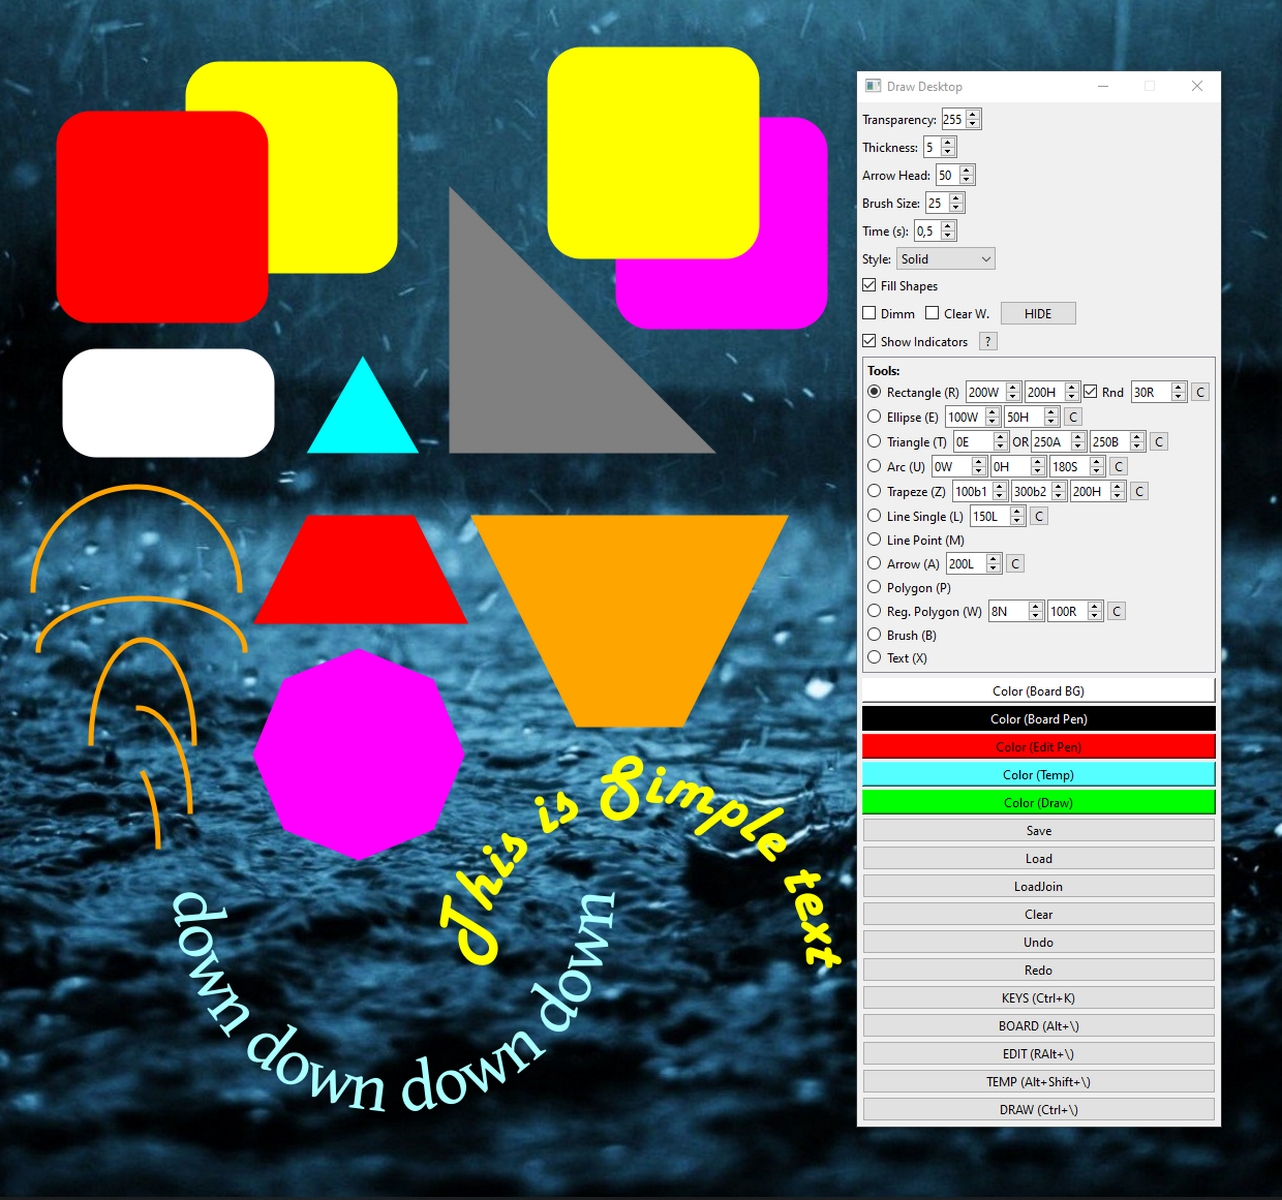 Draw Desktop
Transparency: 255
Thickness: 5
Arrow Head: 50
Brush Size: 25
Time (s): 0,5
Style: Solid
Fill Shapes
Dimm Clear W. HIDE
Show Indicators ?
Tools:
Rectangle (R) 200W 200H Rnd 30R C
Ellipse (E) 100W 50H C
Triangle (T) 0E OR 250A 250B C
Arc (U) 0W 0H 180S C
Trapeze (Z) 100b1 300b2 200H C
Line Single (L) 150L C
Line Point (M)
Arrow (A) 200L C
Polygon (P)
Reg. Polygon (W) 8N 100R C
Brush (B)
Text (X)
Color (Board BG)
Color (Board Pen)
Color (Edit Pen)
Color (Temp)
Color (Draw)
Save
Load
LoadJoin
Clear
Undo
Redo
KEYS (Ctrl+K)
BOARD (Alt+\)
EDIT (RAlt+\)
TEMP (Alt+Shift+\)
DRAW (Ctrl+\)
This is Simple text
down down down down